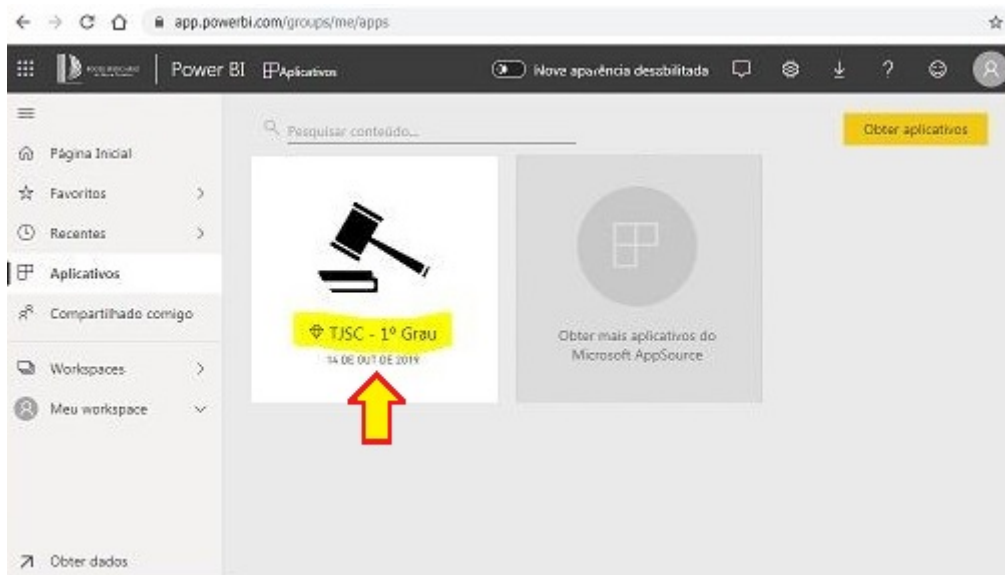 app.powerbi.com/groups/me/apps
Power BI
Aplicativos
Nova aparência desabilitada
Pesquisar conteúdo...
Obter aplicativos
Página Inicial
Favoritos
Recentes
Aplicativos
Compartilhado comigo
Workspaces
Meu workspace
Obter dados
TJSC - 1º Grau
14 DE OUT DE 2019
Obter mais aplicativos do
Microsoft AppSource